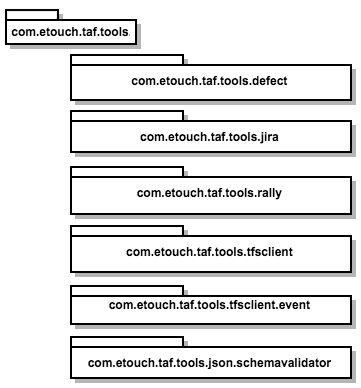 com.etouch.taf.tools.
com.etouch.taf.tools.defect
com.etouch.taf.tools.jira
com.etouch.taf.tools.rally
com.etouch.taf.tools.tfsclient
com.etouch.taf.tools.tfsclient.event
com.etouch.taf.tools.json.schemavalidator